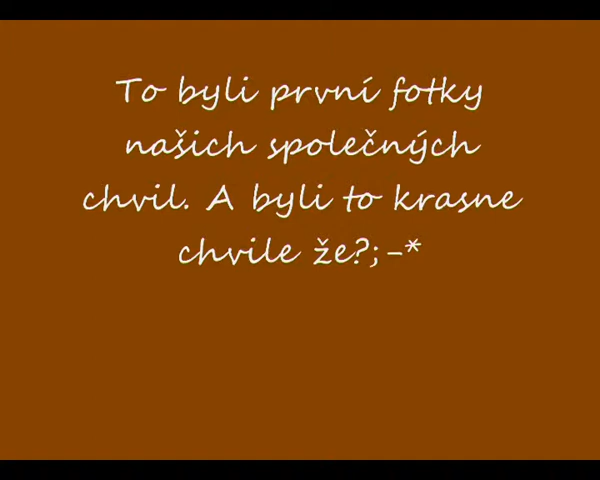 To byli první fotky
našich společných
chvil. A byli to krasne
chvile že?;-*